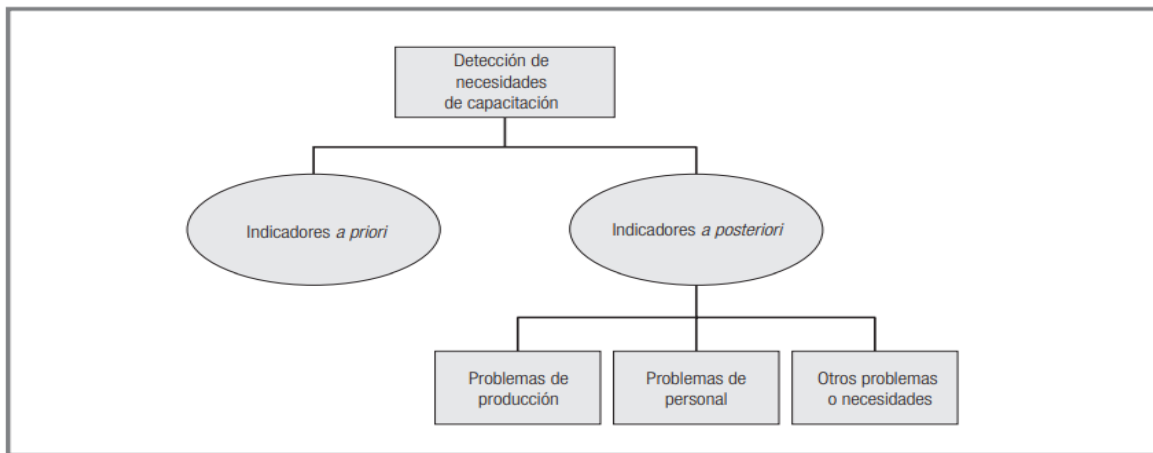 Detección de
necesidades
de capacitación
Indicadores a priori
Indicadores a posteriori
Problemas de
producción
Problemas de
personal
Otros problemas
o necesidades